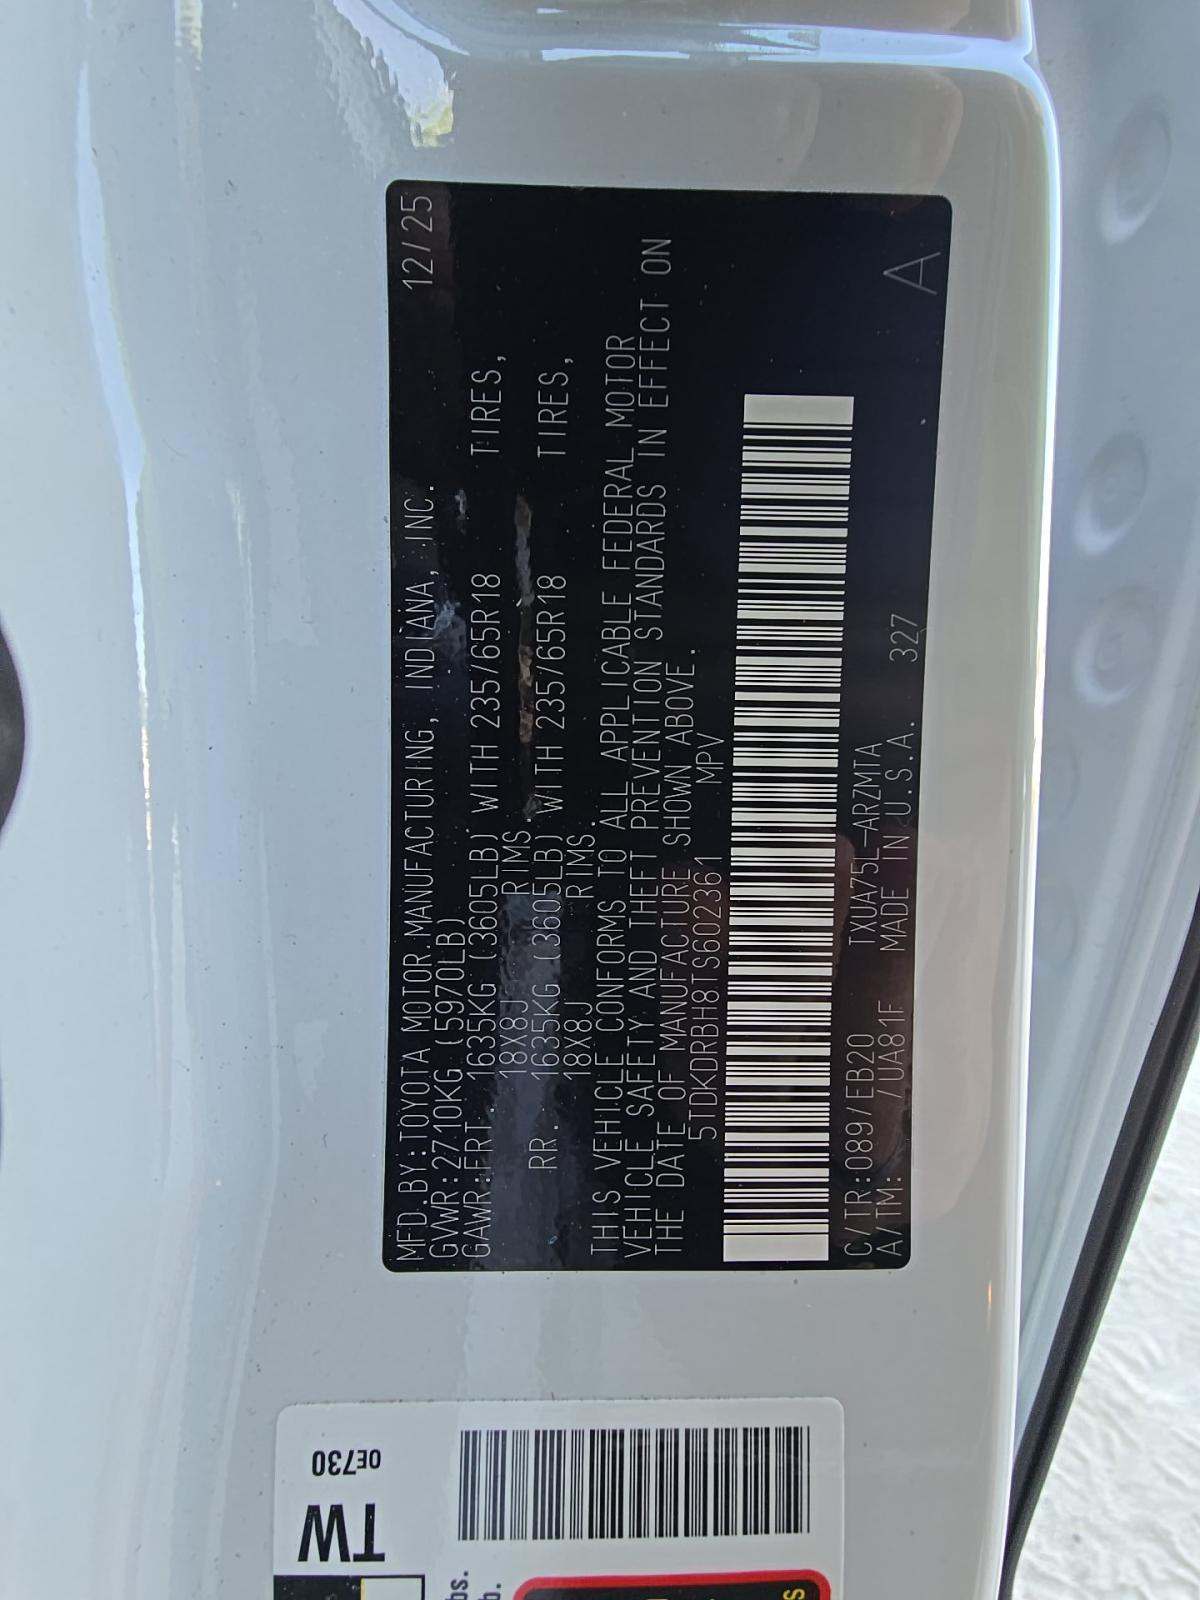 MFD.BY:TOYOTA MOTOR MANUFACTURING, INDIANA, INC. 12/25
GVWR:2710KG(5970LB)
GAWR:FRT. 1635KG (3605LB) WITH 235/65R18 TIRES,
18X8J RIMS.
RR. 1635KG (3605LB) WITH 235/65R18 TIRES,
18X8J RIMS.
THIS VEHICLE CONFORMS TO ALL APPLICABLE FEDERAL MOTOR
VEHICLE SAFETY AND THEFT PREVENTION STANDARDS IN EFFECT ON
THE DATE OF MANUFACTURE SHOWN ABOVE.
5TDKDRBH8TS602361 MPV
C/TR:089/EB20 TXUA75L-ARZMTA A
A/TM: /UA81F MADE IN U.S.A. 327
TW 0E730